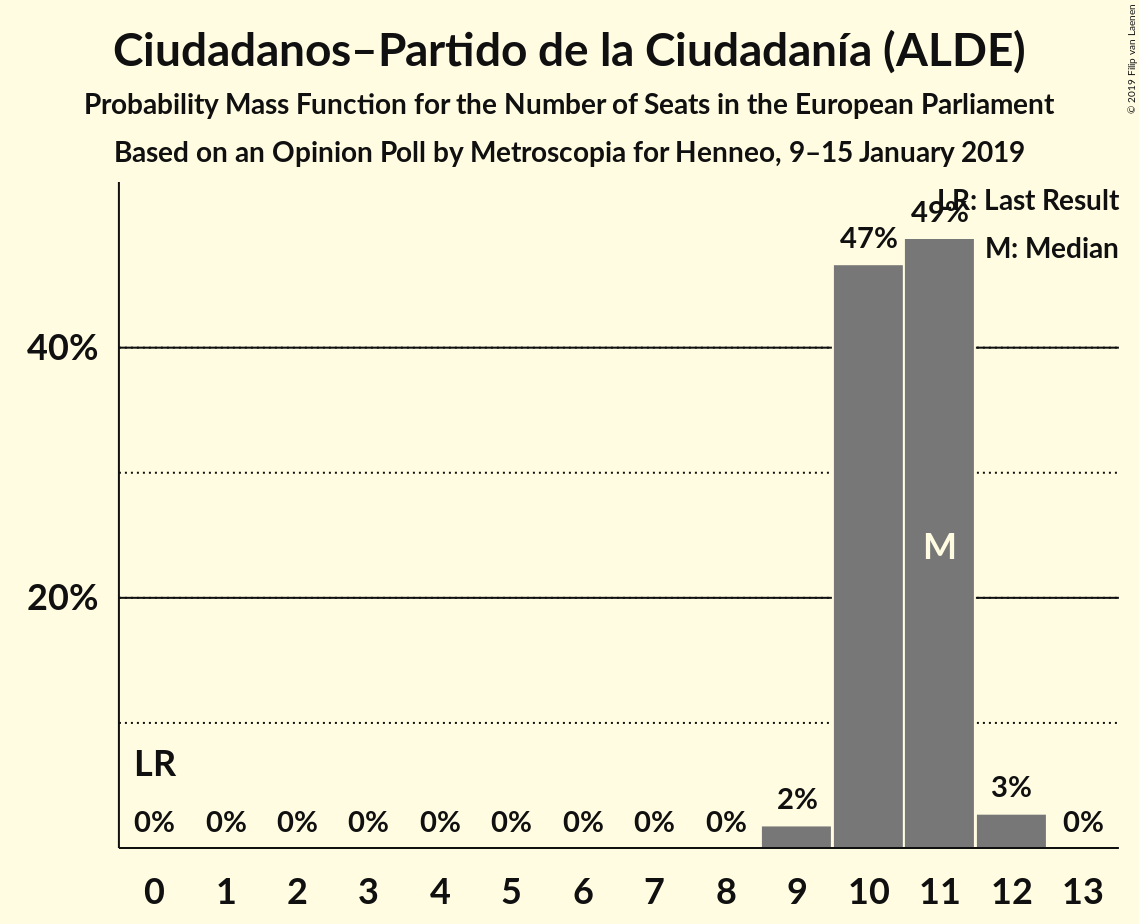 Ciudadanos–Partido de la Ciudadanía (ALDE)
Probability Mass Function for the Number of Seats in the European Parliament
Based on an Opinion Poll by Metroscopia for Henneo, 9–15 January 2019
© 2019 Filip van Laenen
LR: Last Result
M: Median
49%
47%
40%
M
20%
LR
3%
2%
0% 0% 0% 0% 0% 0% 0% 0% 0% 0%
0 1 2 3 4 5 6 7 8 9 10 11 12 13